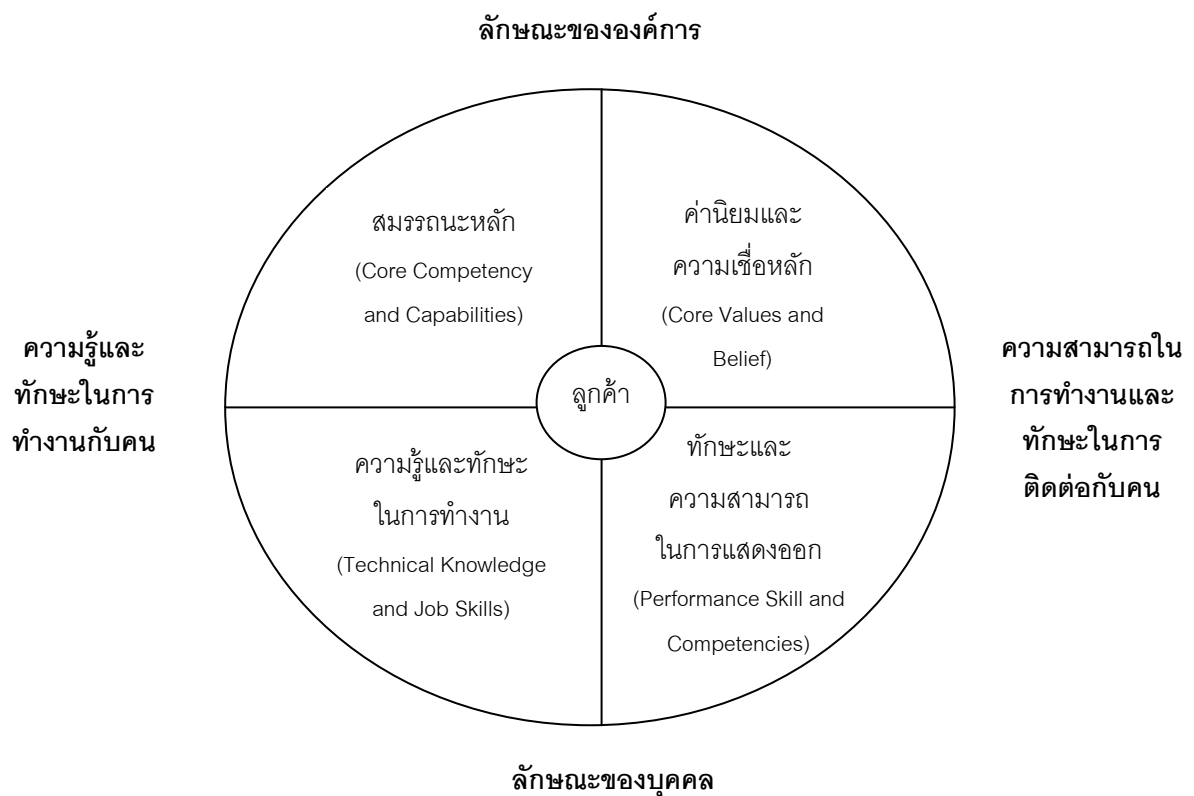 ลักษณะขององค์การ
สมรรถนะหลัก
(Core Competency
and Capabilities)
ค่านิยมและ
ความเชื่อหลัก
(Core Values and
Belief)
ความรู้และ
ทักษะในการ
ทำงานกับคน
ลูกค้า
ความสามารถใน
การทำงานและ
ทักษะในการ
ติดต่อกับคน
ความรู้และทักษะ
ในการทำงาน
(Technical Knowledge
and Job Skills)
ทักษะและ
ความสามารถ
ในการแสดงออก
(Performance Skill and
Competencies)
ลักษณะของบุคคล